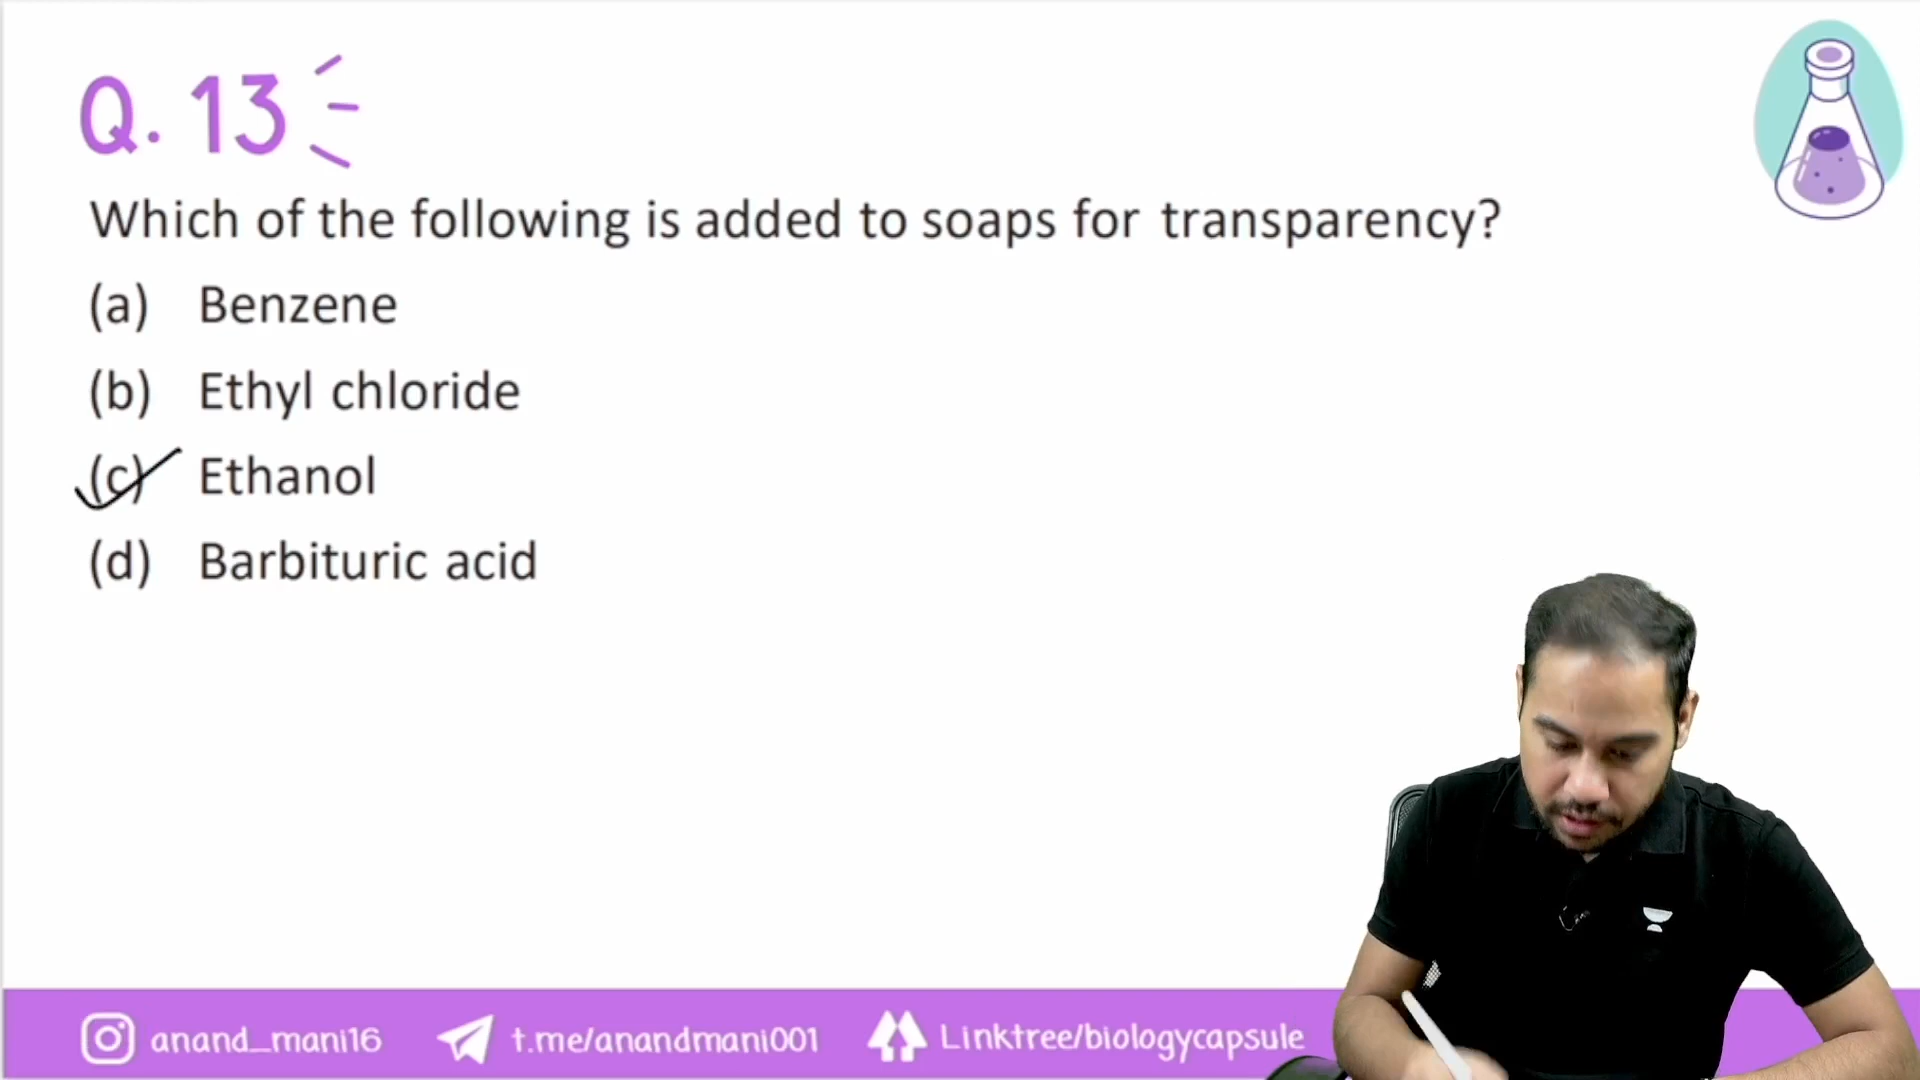 Q. 13
Which of the following is added to soaps for transparency?
(a) Benzene
(b) Ethyl chloride
(c) Ethanol
(d) Barbituric acid
anand_mani16 t.me/anandmani001 Linktree/biologycapsule